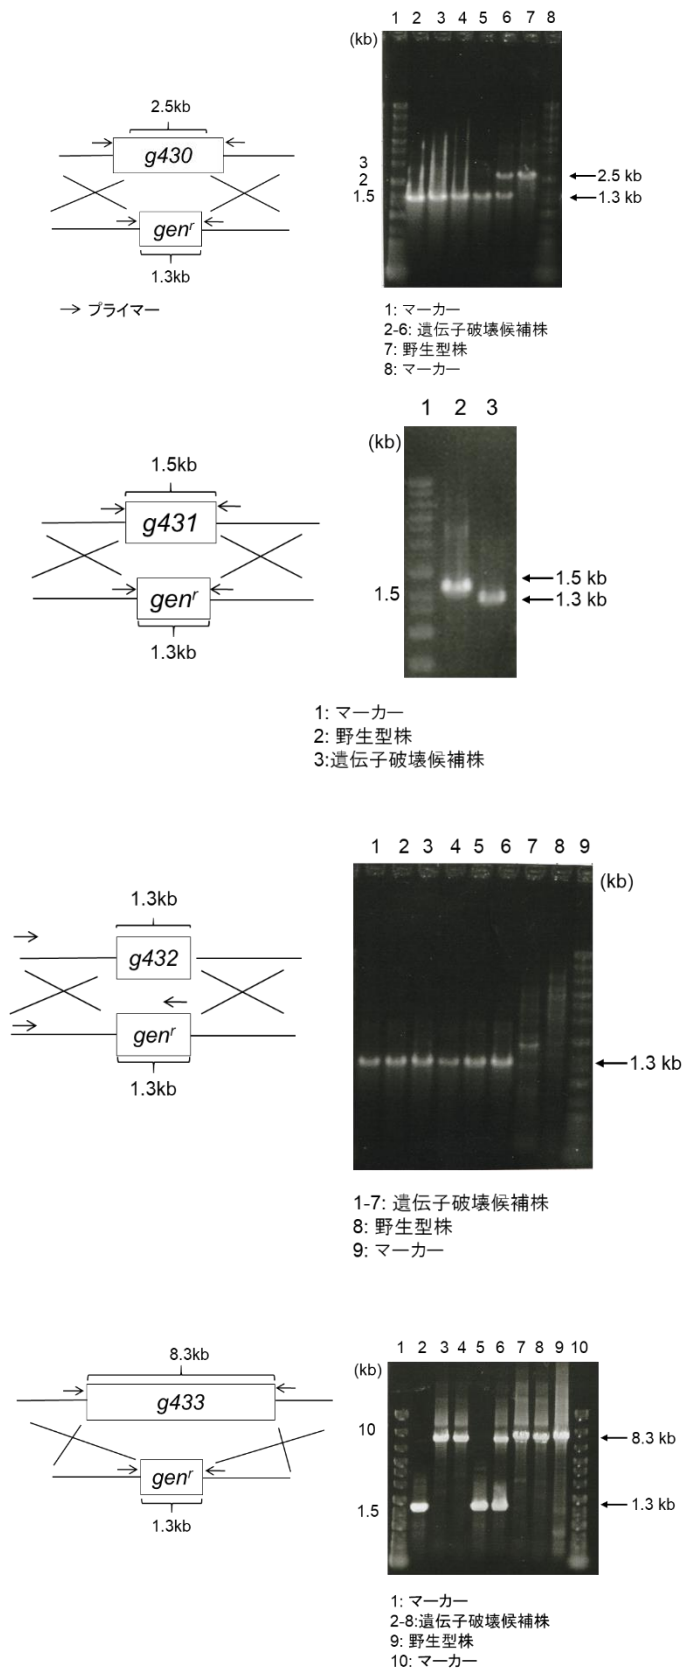 1 2 3 4 5 6 7 8
(kb)
2.5kb
g430
3
2
1.5
2.5 kb
1.3 kb
genʳ
1.3kb
→ プライマー
1: マーカー
2-6: 遺伝子破壊候補株
7: 野生型株
8: マーカー
1 2 3
(kb)
1.5kb
g431
1.5
1.5 kb
1.3 kb
genʳ
1.3kb
1: マーカー
2: 野生型株
3:遺伝子破壊候補株
1 2 3 4 5 6 7 8 9
(kb)
1.3kb
g432
genʳ
1.3kb
1.3 kb
1-7: 遺伝子破壊候補株
8: 野生型株
9: マーカー
1 2 3 4 5 6 7 8 9 10
(kb)
8.3kb
g433
10
8.3 kb
genʳ
1.3kb
1.5
1.3 kb
1: マーカー
2-8:遺伝子破壊候補株
9: 野生型株
10: マーカー